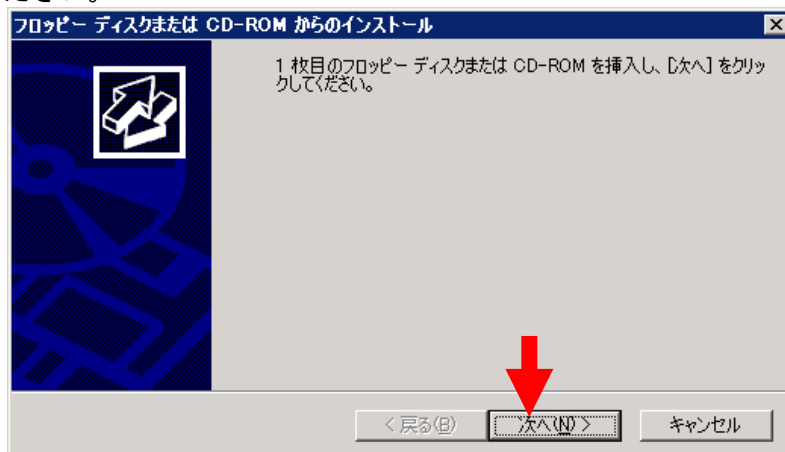 ださい。
フロッピー ディスクまたは CD-ROM からのインストール
1 枚目のフロッピー ディスクまたは CD-ROM を挿入し、[次へ] をクリッ
クしてください。
< 戻る(B)
次へ(N) >
キャンセル